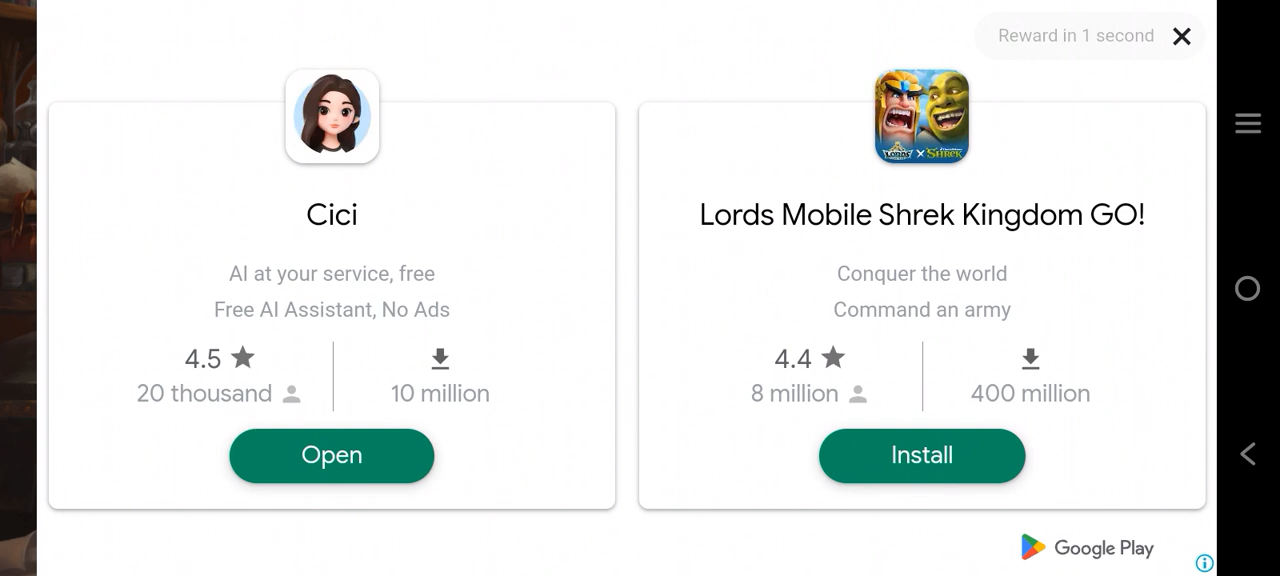 Reward in 1 second
LORDS X SHREK
Cici
AI at your service, free
Free AI Assistant, No Ads
4.5
20 thousand
10 million
Open
Lords Mobile Shrek Kingdom GO!
Conquer the world
Command an army
4.4
8 million
400 million
Install
Google Play